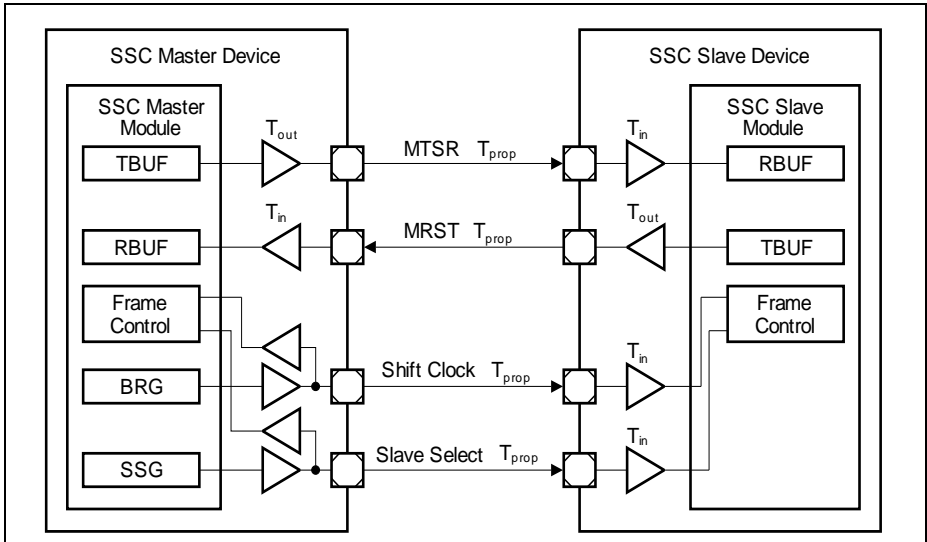 SSC Master Device
SSC Slave Device
SSC Master
Module
SSC Slave
Module
Tout
Tin
TBUF
MTSR Tprop
RBUF
Tin
Tout
RBUF
MRST Tprop
TBUF
Frame
Control
Frame
Control
Tin
BRG
Shift Clock Tprop
Tin
SSG
Slave Select Tprop